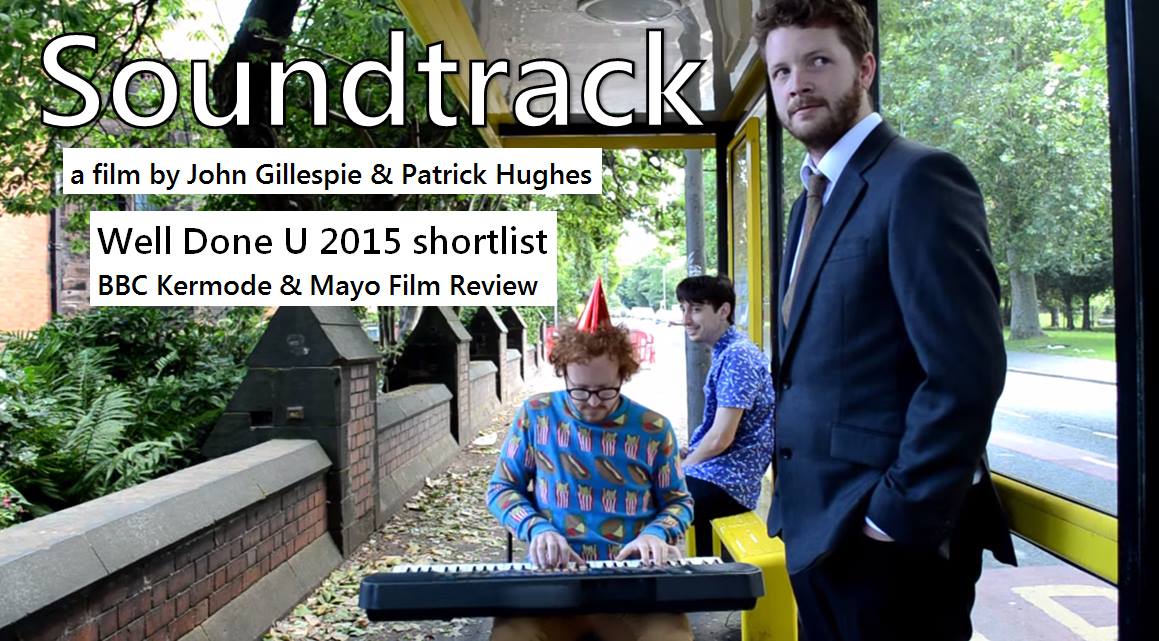 Soundtrack
a film by John Gillespie & Patrick Hughes
Well Done U 2015 shortlist
BBC Kermode & Mayo Film Review